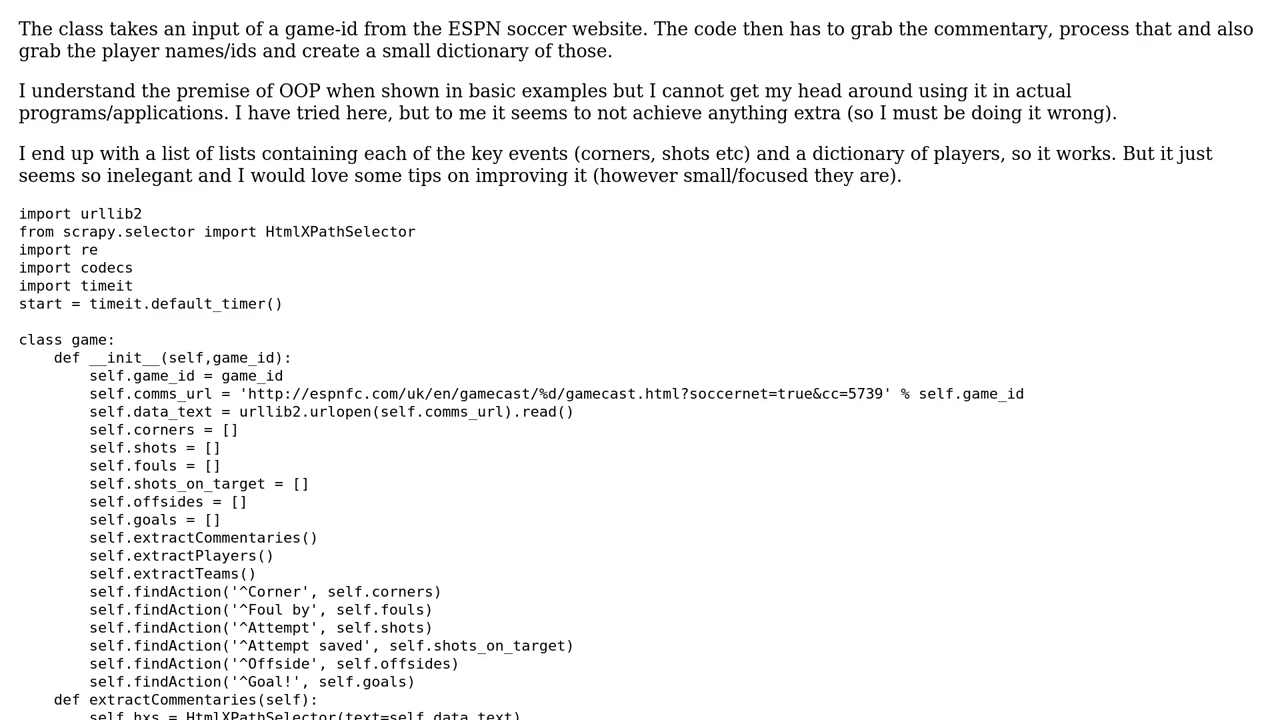 The class takes an input of a game-id from the ESPN soccer website. The code then has to grab the commentary, process that and also
grab the player names/ids and create a small dictionary of those.
I understand the premise of OOP when shown in basic examples but I cannot get my head around using it in actual
programs/applications. I have tried here, but to me it seems to not achieve anything extra (so I must be doing it wrong).
I end up with a list of lists containing each of the key events (corners, shots etc) and a dictionary of players, so it works. But it just
seems so inelegant and I would love some tips on improving it (however small/focused they are).
import urllib2
from scrapy.selector import HtmlXPathSelector
import re
import codecs
import timeit
start = timeit.default_timer()
class game:
    def __init__(self,game_id):
        self.game_id = game_id
        self.comms_url = 'http://espnfc.com/uk/en/gamecast/%d/gamecast.html?soccernet=true&cc=5739' % self.game_id
        self.data_text = urllib2.urlopen(self.comms_url).read()
        self.corners = []
        self.shots = []
        self.fouls = []
        self.shots_on_target = []
        self.offsides = []
        self.goals = []
        self.extractCommentaries()
        self.extractPlayers()
        self.extractTeams()
        self.findAction('^Corner', self.corners)
        self.findAction('^Foul by', self.fouls)
        self.findAction('^Attempt', self.shots)
        self.findAction('^Attempt saved', self.shots_on_target)
        self.findAction('^Offside', self.offsides)
        self.findAction('^Goal!', self.goals)
    def extractCommentaries(self):
        self.hxs = HtmlXPathSelector(text=self.data_text)